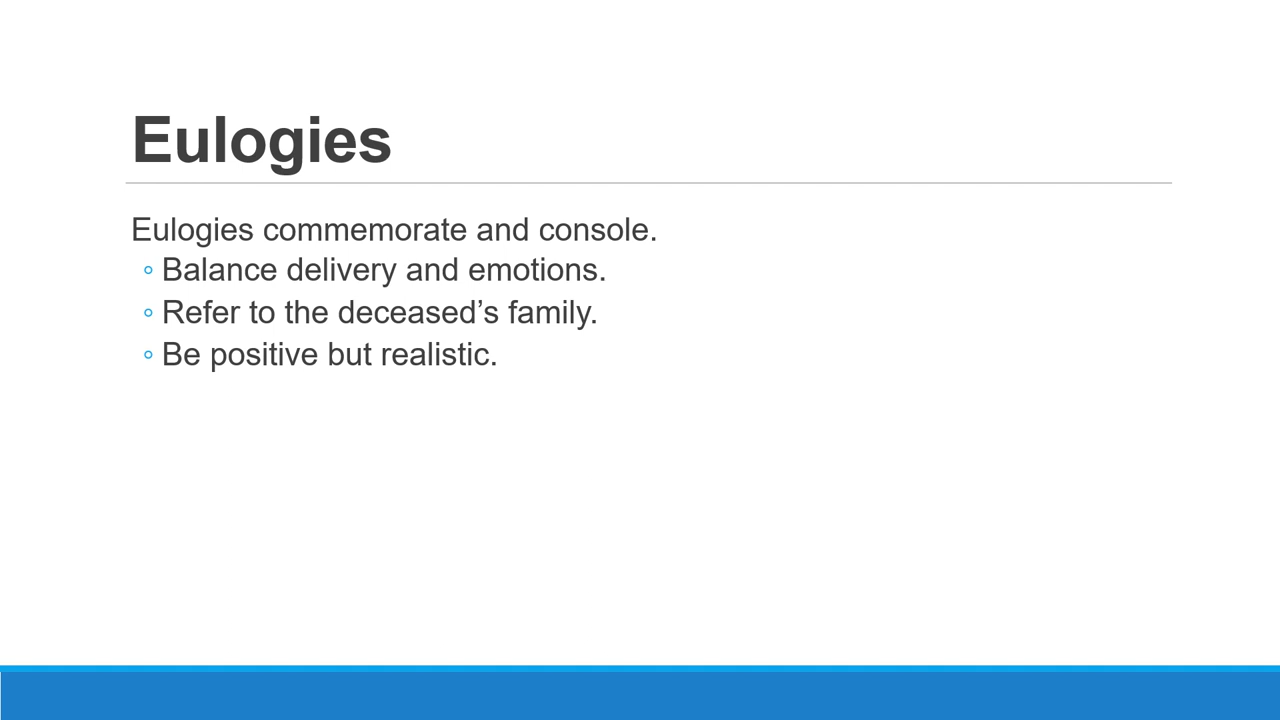 Eulogies
Eulogies commemorate and console.
◦ Balance delivery and emotions.
◦ Refer to the deceased’s family.
◦ Be positive but realistic.